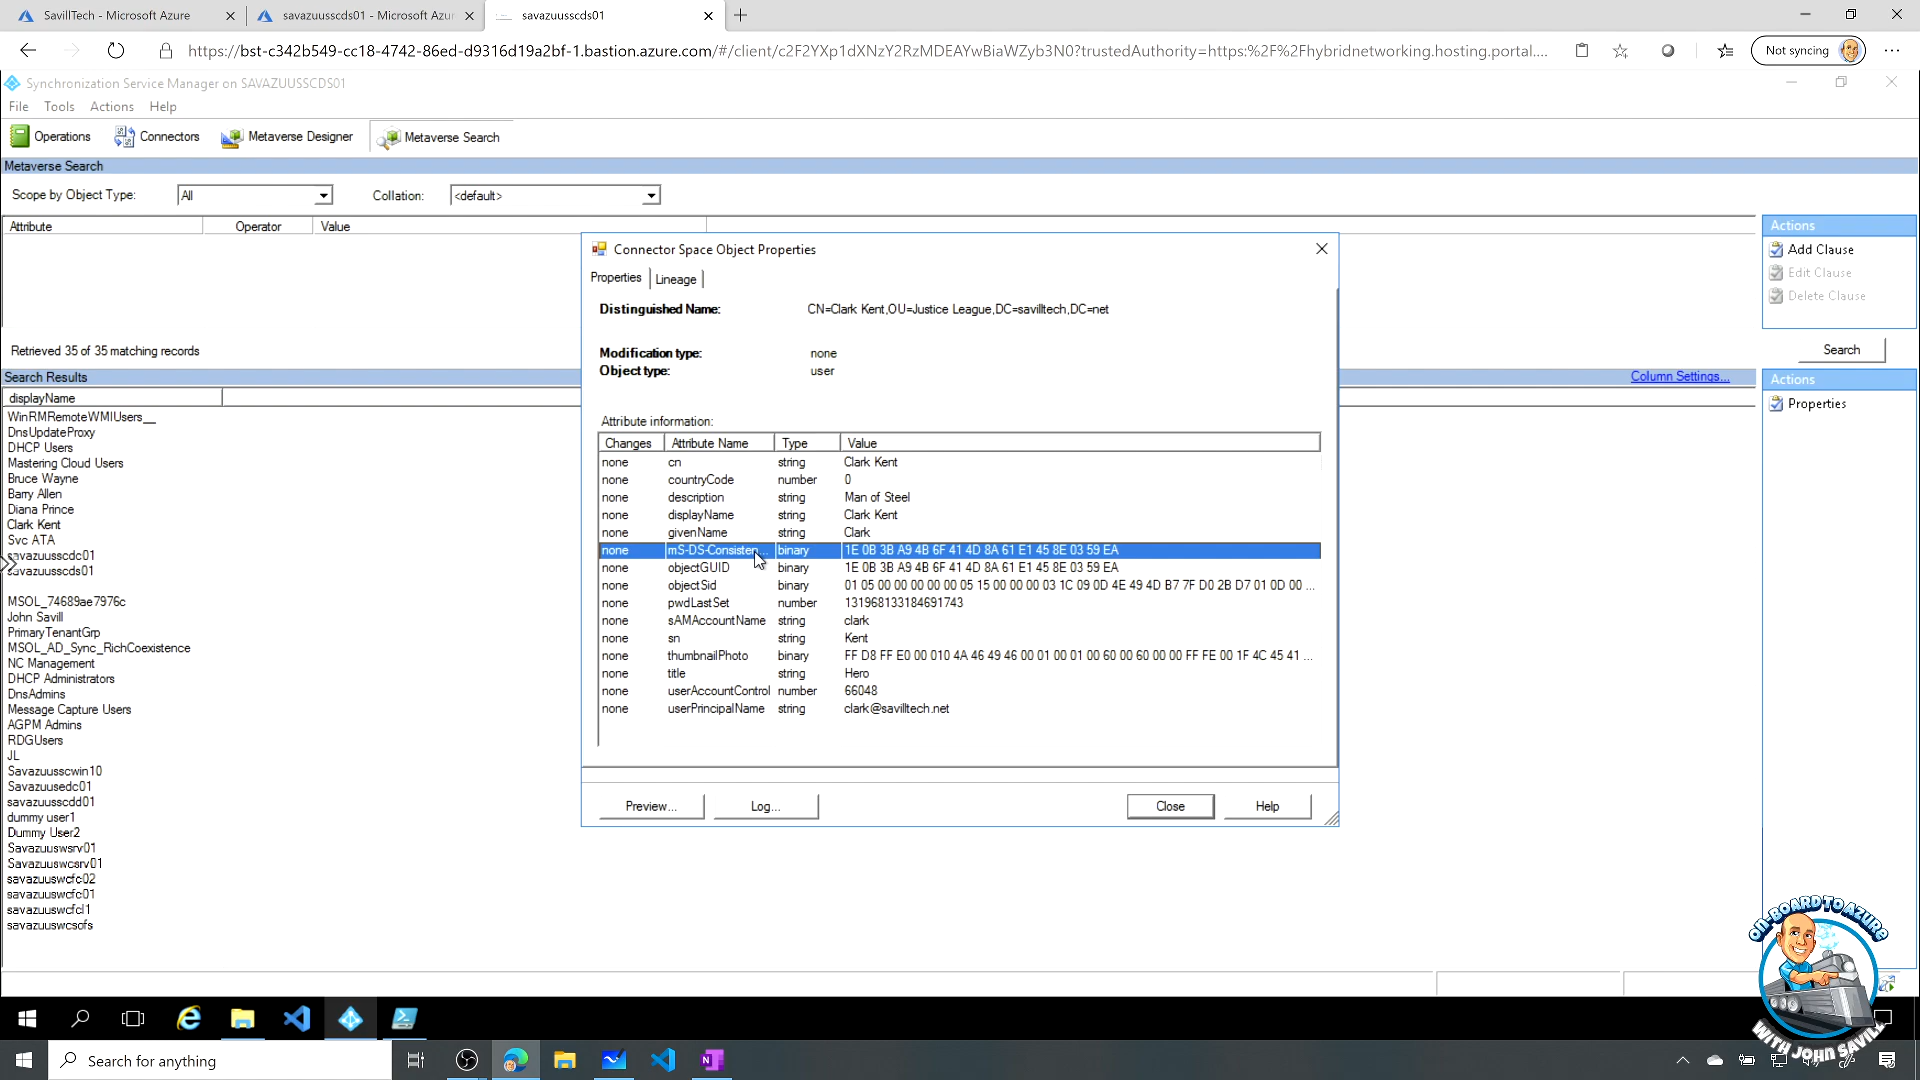 SavillTech - Microsoft Azure
savazuusscds01 - Microsoft Azu
savazuusscds01
https://bst-c342b549-cc18-4742-86ed-d9316d19a2bf-1.bastion.azure.com/#/client/c2F2YXp1dXNzY2RzMDEAYwBiaWZyb3N0?trustedAuthority=https:%2F%2Fhybridnetworking.hosting.portal....
Not syncing
Synchronization Service Manager on SAVAZUUSSCDS01
File Tools Actions Help
Operations Connectors Metaverse Designer Metaverse Search
Metaverse Search
Scope by Object Type: All Collation: <default>
Attribute Operator Value
Actions
Add Clause
Edit Clause
Delete Clause
Retrieved 35 of 35 matching records
Search
Search Results
Column Settings...
Actions
Properties
displayName
WinRMRemoteWMIUsers__
DnsUpdateProxy
DHCP Users
Mastering Cloud Users
Bruce Wayne
Barry Allen
Diana Prince
Clark Kent
Svc ATA
savazuusscdc01
savazuusscds01
MSOL_74689ae7976c
John Savill
PrimaryTenantGrp
MSOL_AD_Sync_RichCoexistence
NC Management
DHCP Administrators
DnsAdmins
Message Capture Users
AGPM Admins
RDGUsers
JL
Savazuusscwin10
Savazuusedc01
savazuusscdd01
dummy user1
Dummy User2
Savazuuswsrv01
Savazuuswcsrv01
savazuuswcfc02
savazuuswcfc01
savazuuswcfcl1
savazuuswcsofs
Connector Space Object Properties
Properties Lineage
Distinguished Name: CN=Clark Kent,OU=Justice League,DC=savilltech,DC=net
Modification type: none
Object type: user
Attribute information:
Changes Attribute Name Type Value
none cn string Clark Kent
none countryCode number 0
none description string Man of Steel
none displayName string Clark Kent
none givenName string Clark
none mS-DS-Consisten... binary 1E 0B 3B A9 4B 6F 41 4D 8A 61 E1 45 8E 03 59 EA
none objectGUID binary 1E 0B 3B A9 4B 6F 41 4D 8A 61 E1 45 8E 03 59 EA
none objectSid binary 01 05 00 00 00 00 00 05 15 00 00 00 03 1C 09 0D 4E 49 4D B7 7F D0 2B D7 01 0D 00 ...
none pwdLastSet number 131968133184691743
none sAMAccountName string clark
none sn string Kent
none thumbnailPhoto binary FF D8 FF E0 00 010 4A 46 49 46 00 01 00 01 00 60 00 60 00 00 FF FE 00 1F 4C 45 41 ...
none title string Hero
none userAccountControl number 66048
none userPrincipalName string clark@savilltech.net
Preview... Log... Close Help
ON-BOARD TO AZURE
WITH JOHN SAVILL
Search for anything